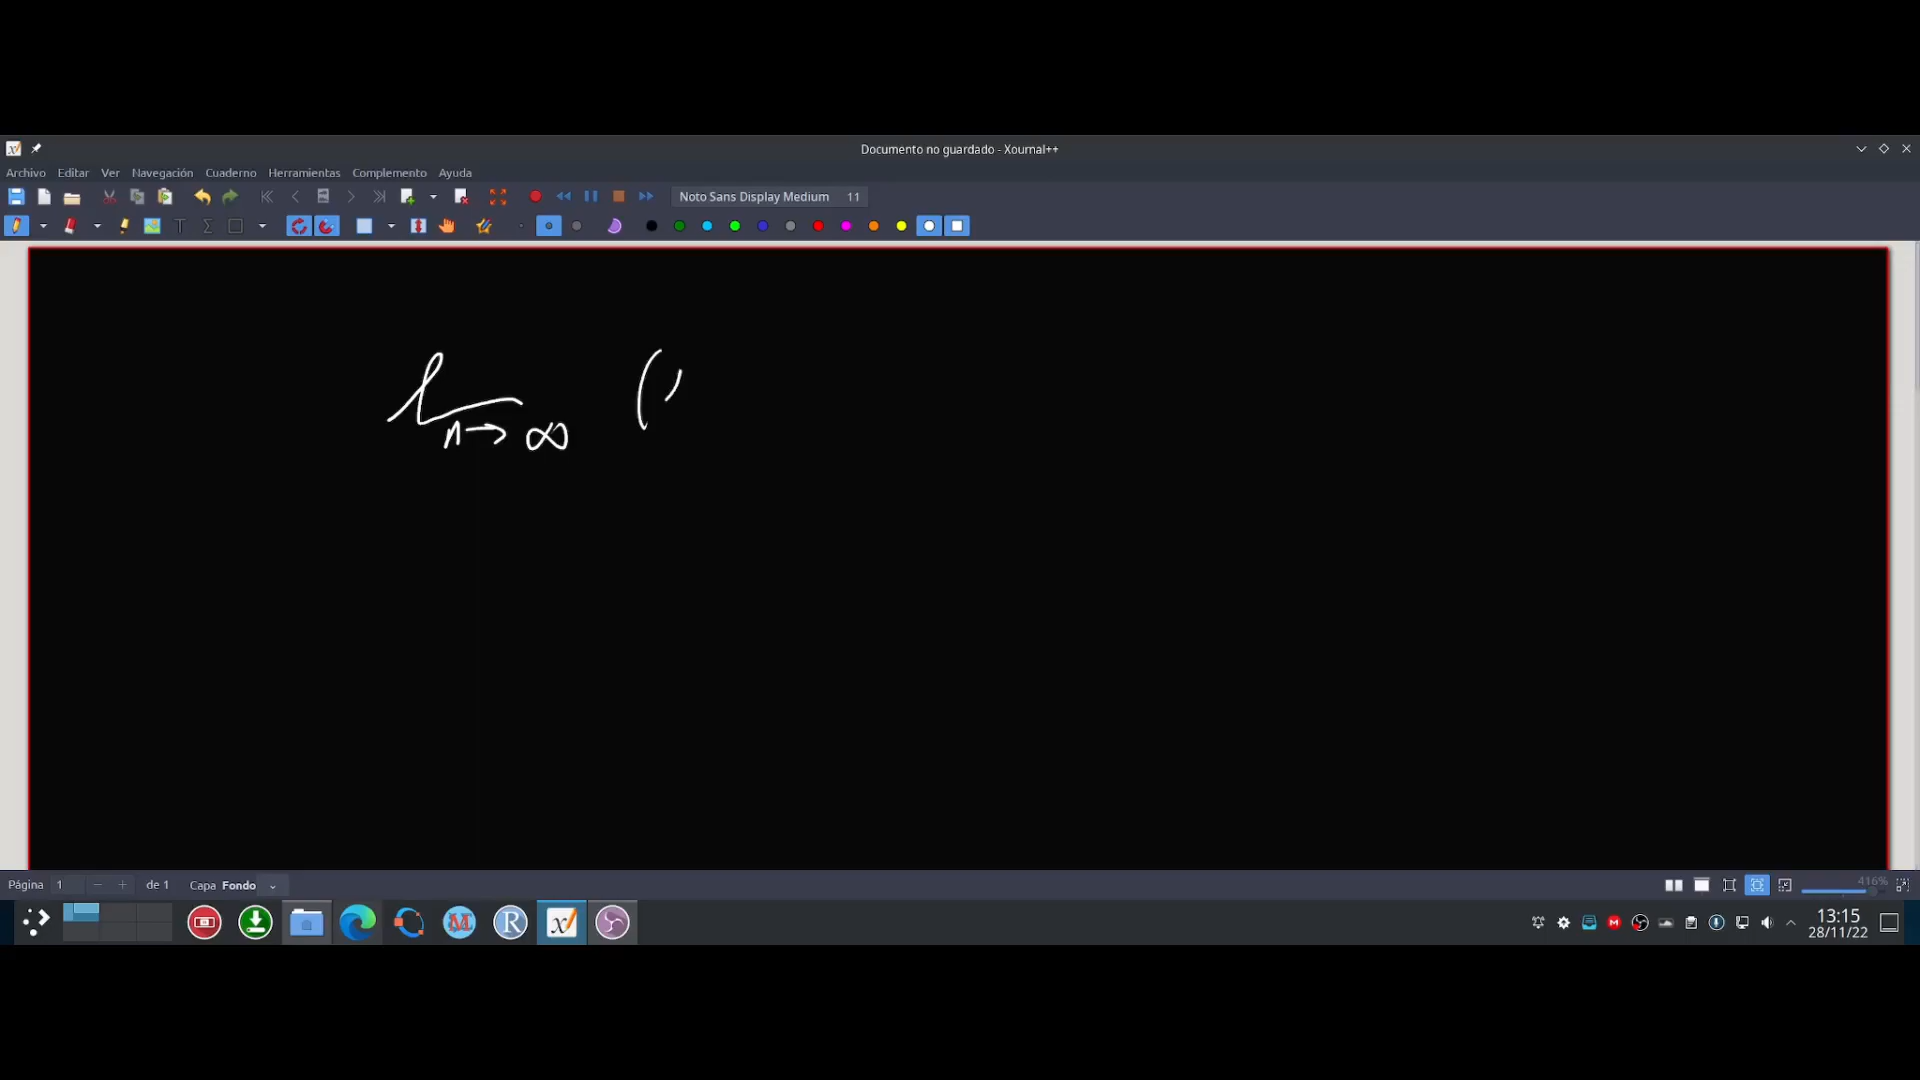 Documento no guardado - Xournal++
Archivo Editar Ver Navegación Cuaderno Herramientas Complemento Ayuda
Noto Sans Display Medium 11
n→ ∞ (
Página 1 de 1 Capa Fondo 416%
13:15
28/11/22